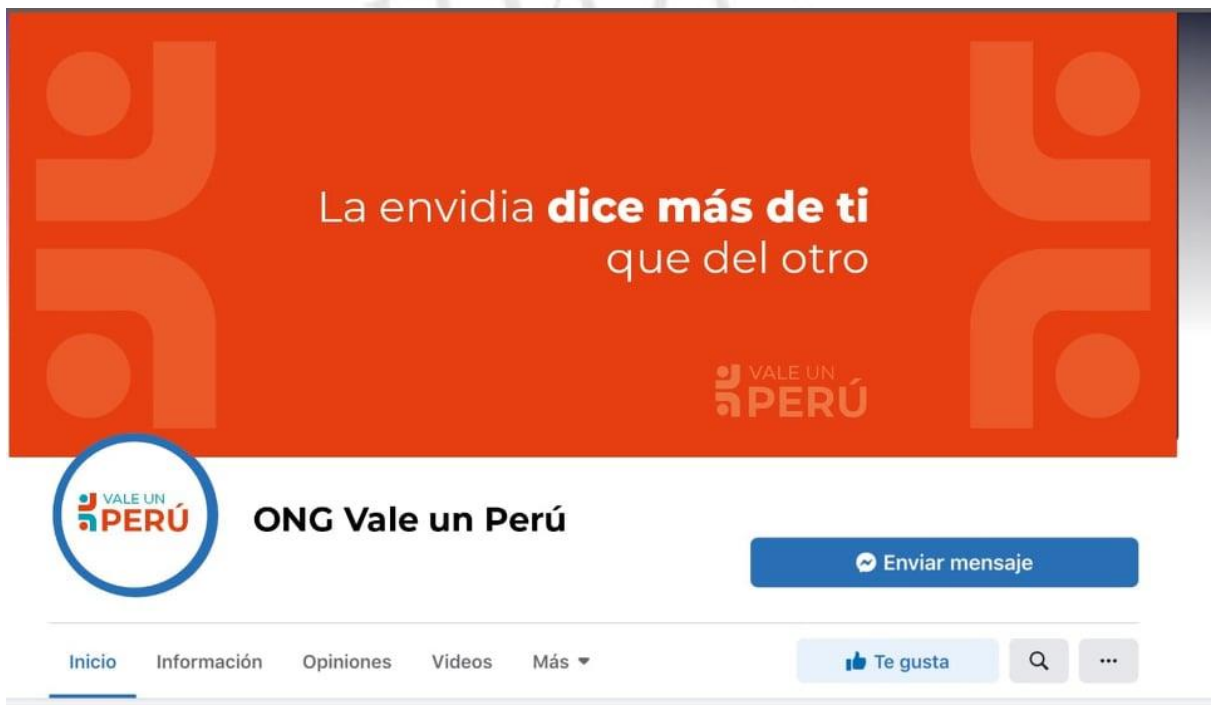 La envidia dice más de ti
que del otro
VALE UN
PERÚ
VALE UN
PERÚ
ONG Vale un Perú
Enviar mensaje
Inicio Información Opiniones Videos Más
Te gusta